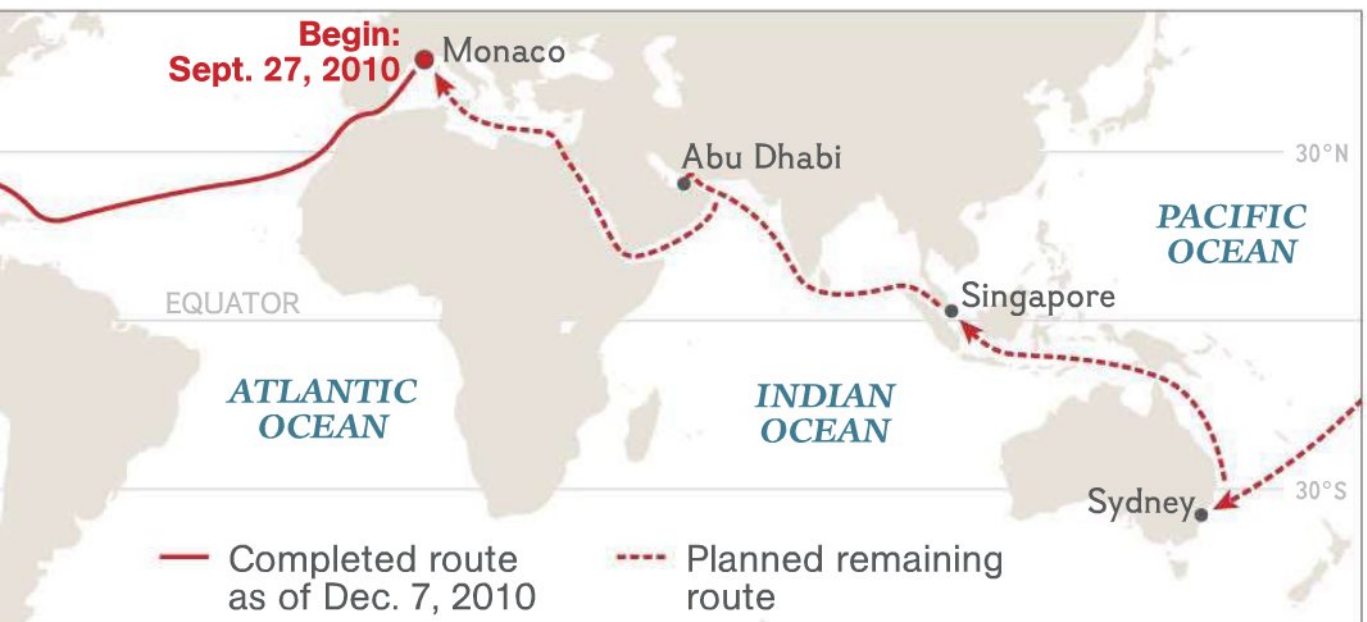 Begin:
Sept. 27, 2010
Monaco
Abu Dhabi
30°N
PACIFIC
OCEAN
EQUATOR
Singapore
ATLANTIC
OCEAN
INDIAN
OCEAN
30°S
Sydney
Completed route
as of Dec. 7, 2010
Planned remaining
route